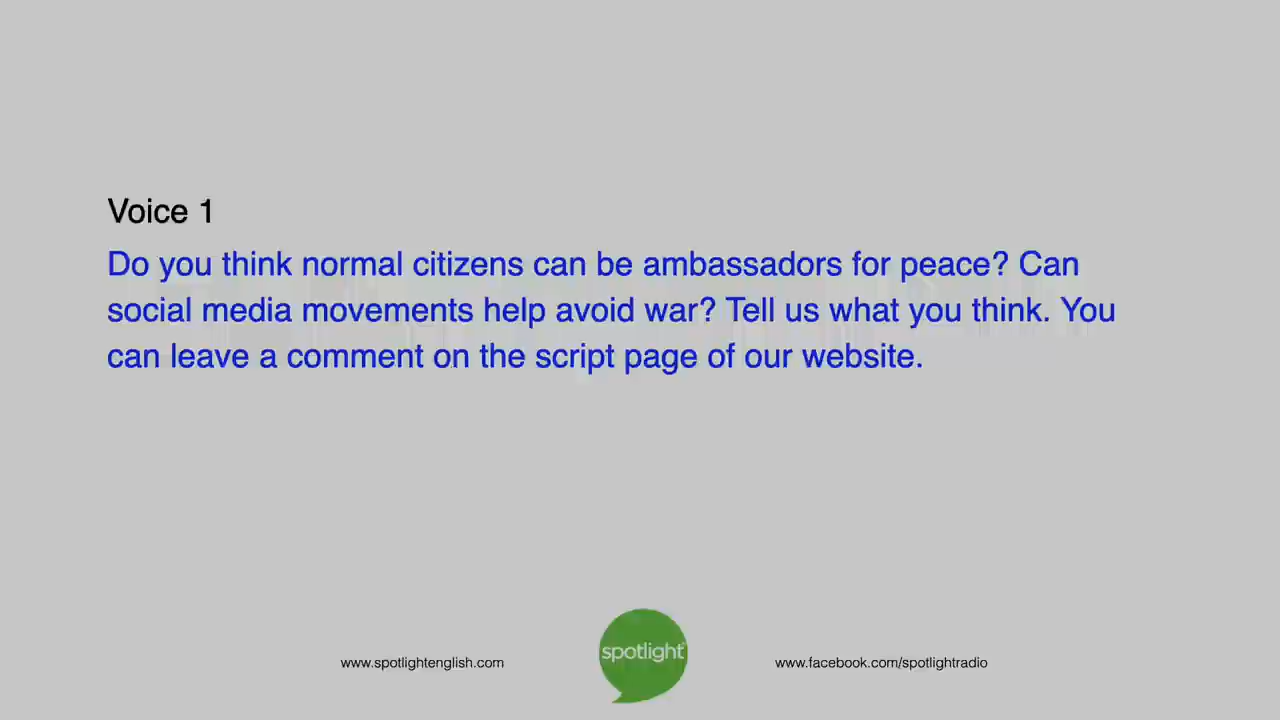 Voice 1
Do you think normal citizens can be ambassadors for peace? Can
social media movements help avoid war? Tell us what you think. You
can leave a comment on the script page of our website.
spotlight
www.spotlightenglish.com
www.facebook.com/spotlightradio